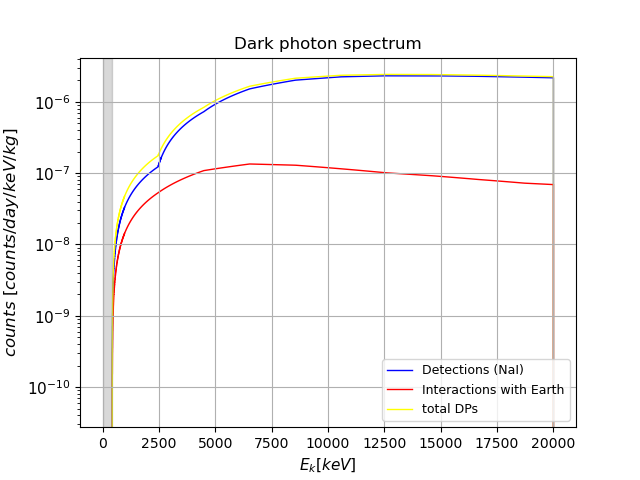 Dark photon spectrum
counts [counts/day/keV/kg]
10⁻⁶
10⁻⁷
10⁻⁸
10⁻⁹
10⁻¹⁰
Detections (NaI)
Interactions with Earth
total DPs
0 2500 5000 7500 10000 12500 15000 17500 20000
Eₖ[keV]